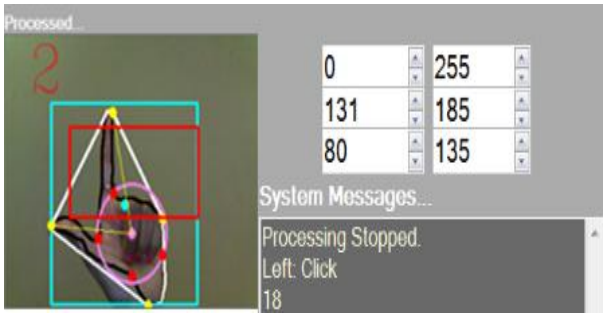 Processed...
2
0 255
131 185
80 135
System Messages...
Processing Stopped.
Left: Click
18